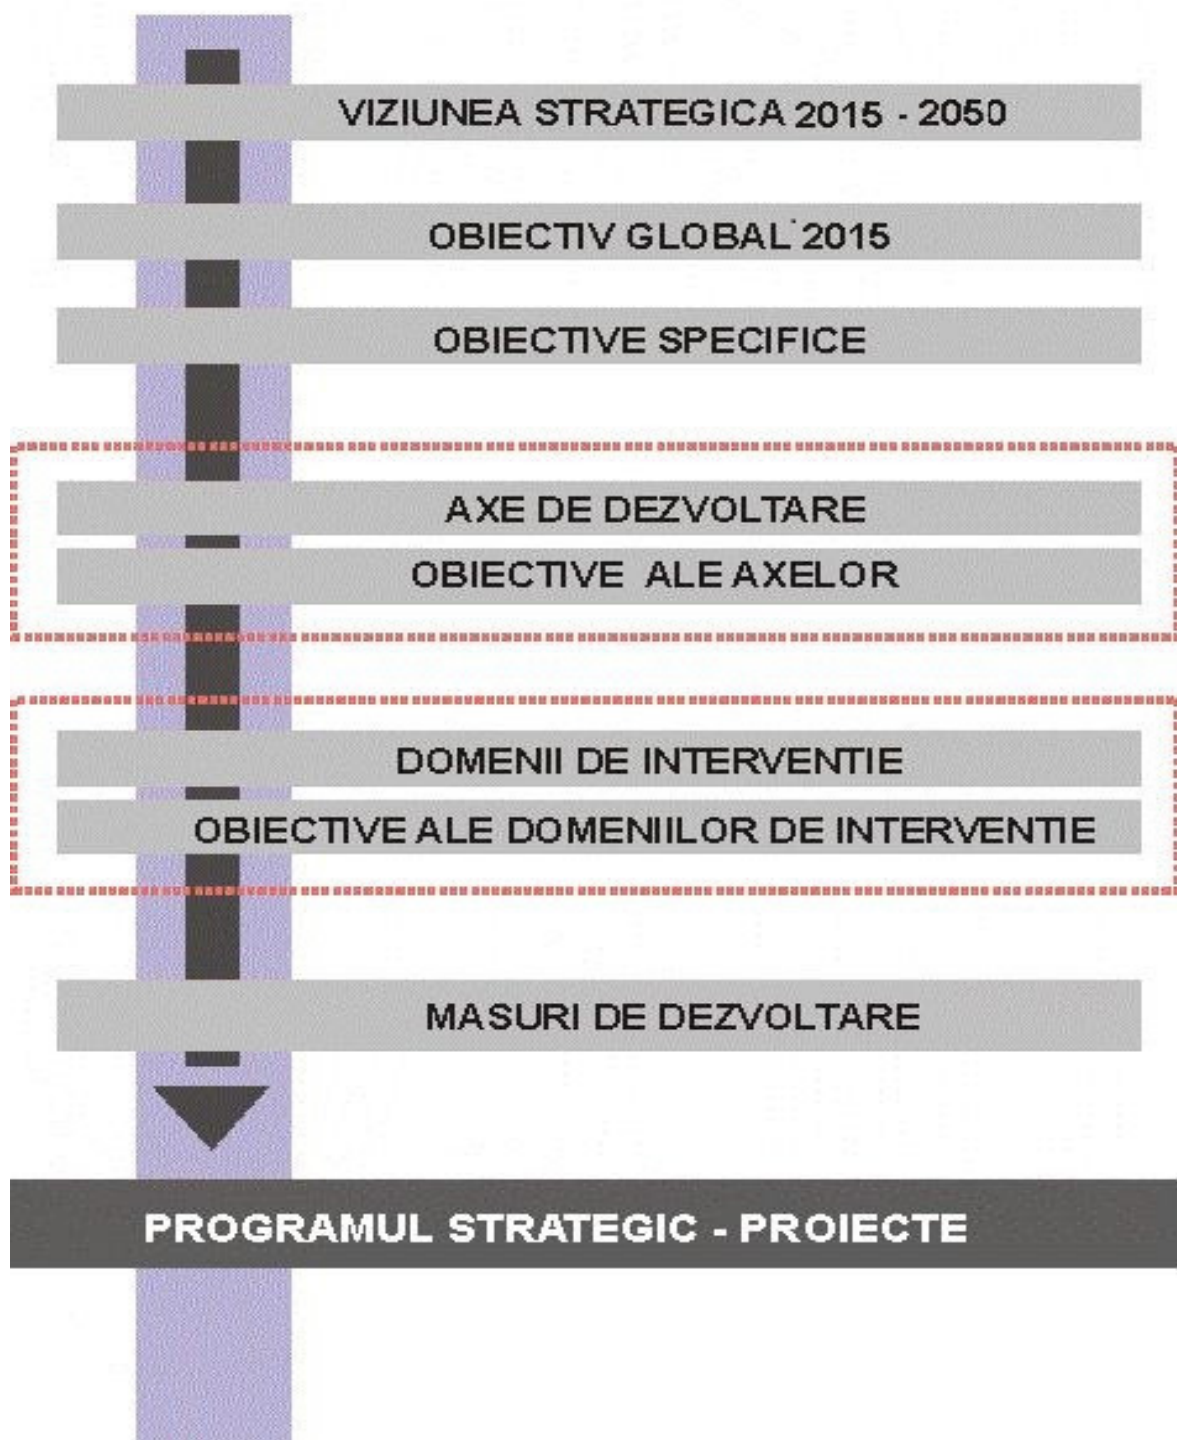 VIZIUNEA STRATEGICA 2015 - 2050
OBIECTIV GLOBAL 2015
OBIECTIVE SPECIFICE
AXE DE DEZVOLTARE
OBIECTIVE ALE AXELOR
DOMENII DE INTERVENTIE
OBIECTIVE ALE DOMENIILOR DE INTERVENTIE
MASURI DE DEZVOLTARE
PROGRAMUL STRATEGIC - PROIECTE